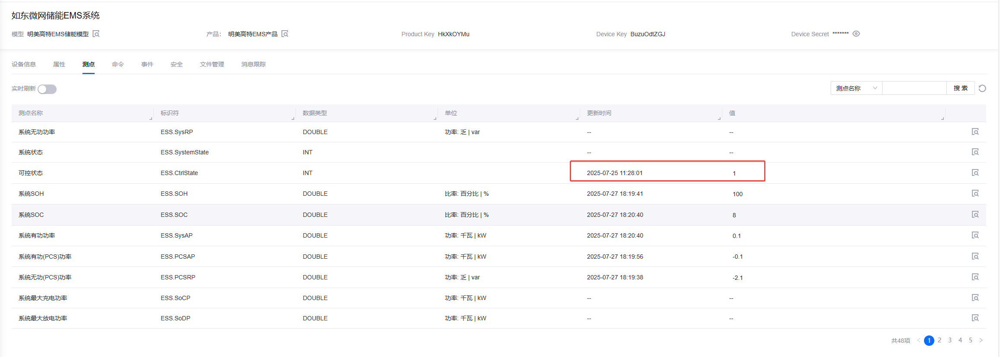 如东微网储能EMS系统
模型 明美高特EMS储能模型 产品: 明美高特EMS产品 Product Key HkXkOYMu Device Key BuzuOdtZGJ Device Secret *******
设备信息 属性 测点 命令 事件 安全 文件管理 消息跟踪
实时刷新 测点名称 搜 索
测点名称 标识符 数据类型 单位 更新时间 值
系统无功功率 ESS.SysRP DOUBLE 功率: 乏 | var -- --
系统状态 ESS.SystemState INT -- --
可控状态 ESS.CtrlState INT 2025-07-25 11:28:01 1
系统SOH ESS.SOH DOUBLE 比率: 百分比 | % 2025-07-27 18:19:41 100
系统SOC ESS.SOC DOUBLE 比率: 百分比 | % 2025-07-27 18:20:40 8
系统有功功率 ESS.SysAP DOUBLE 功率: 千瓦 | kW 2025-07-27 18:20:40 0.1
系统有功(PCS)功率 ESS.PCSAP DOUBLE 功率: 千瓦 | kW 2025-07-27 18:19:56 -0.1
系统无功(PCS)功率 ESS.PCSRP DOUBLE 功率: 乏 | var 2025-07-27 18:19:38 -2.1
系统最大充电功率 ESS.SoCP DOUBLE 功率: 千瓦 | kW -- --
系统最大放电功率 ESS.SoDP DOUBLE 功率: 千瓦 | kW -- --
共48项 < 1 2 3 4 5 >